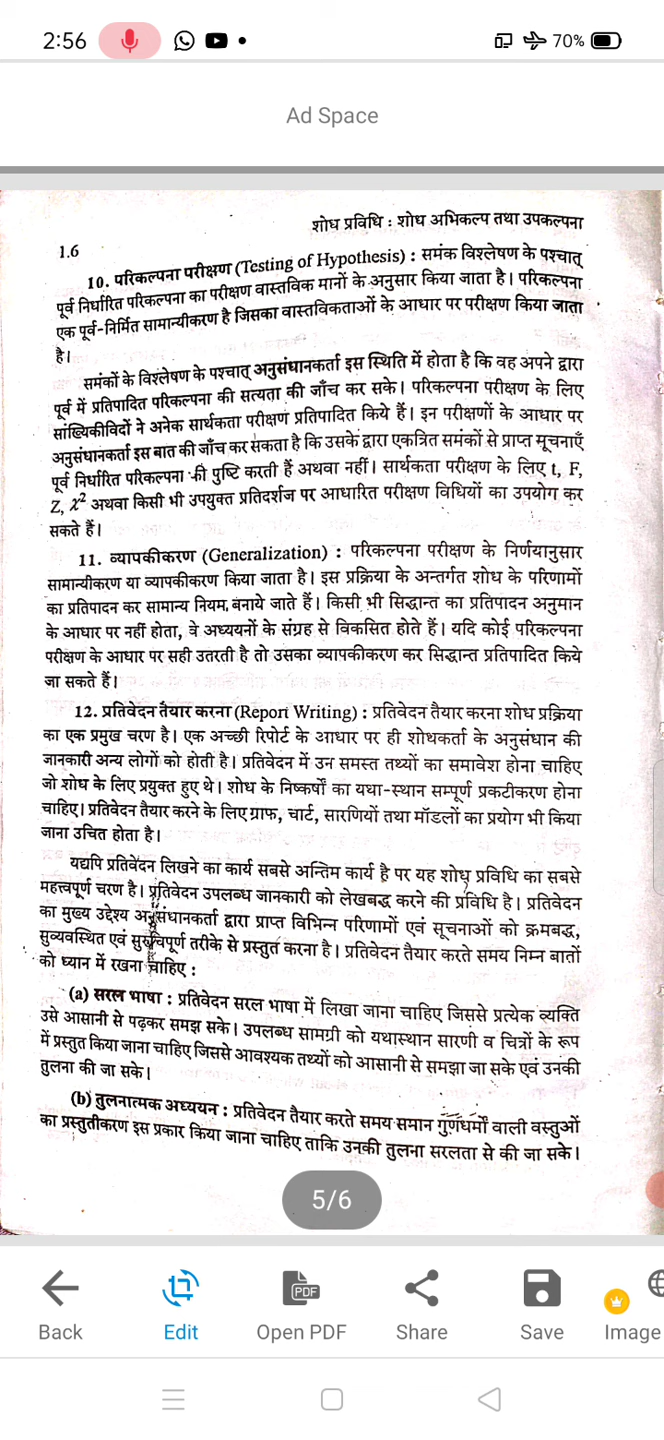 2:56
70%
Ad Space
शोध प्रविधि : शोध अभिकल्प तथा उपकल्पना
1.6
10. परिकल्पना परीक्षण (Testing of Hypothesis) : समंक विश्लेषण के पश्चात्
पूर्व निर्धारित परिकल्पना का परीक्षण वास्तविक मानों के अनुसार किया जाता है। परिकल्पना
एक पूर्व-निर्मित सामान्यीकरण है जिसका वास्तविकताओं के आधार पर परीक्षण किया जाता
है।
समंकों के विश्लेषण के पश्चात् अनुसंधानकर्ता इस स्थिति में होता है कि वह अपने द्वारा
पूर्व में प्रतिपादित परिकल्पना की सत्यता की जाँच कर सके। परिकल्पना परीक्षण के लिए
सांख्यिकीविदों ने अनेक सार्थकता परीक्षण प्रतिपादित किये हैं। इन परीक्षणों के आधार पर
अनुसंधानकर्ता इस बात की जाँच कर सकता है कि उसके द्वारा एकत्रित समंकों से प्राप्त सूचनाएँ
पूर्व निर्धारित परिकल्पना की पुष्टि करती हैं अथवा नहीं। सार्थकता परीक्षण के लिए t, F,
Z, χ² अथवा किसी भी उपयुक्त प्रतिदर्शज पर आधारित परीक्षण विधियों का उपयोग कर
सकते हैं।
11. व्यापकीकरण (Generalization) : परिकल्पना परीक्षण के निर्णयानुसार
सामान्यीकरण या व्यापकीकरण किया जाता है। इस प्रक्रिया के अन्तर्गत शोध के परिणामों
का प्रतिपादन कर सामान्य नियम बनाये जाते हैं। किसी भी सिद्धान्त का प्रतिपादन अनुमान
के आधार पर नहीं होता, वे अध्ययनों के संग्रह से विकसित होते हैं। यदि कोई परिकल्पना
परीक्षण के आधार पर सही उतरती है तो उसका व्यापकीकरण कर सिद्धान्त प्रतिपादित किये
जा सकते हैं।
12. प्रतिवेदन तैयार करना (Report Writing) : प्रतिवेदन तैयार करना शोध प्रक्रिया
का एक प्रमुख चरण है। एक अच्छी रिपोर्ट के आधार पर ही शोधकर्ता के अनुसंधान की
जानकारी अन्य लोगों को होती है। प्रतिवेदन में उन समस्त तथ्यों का समावेश होना चाहिए
जो शोध के लिए प्रयुक्त हुए थे। शोध के निष्कर्षों का यथा-स्थान सम्पूर्ण प्रकटीकरण होना
चाहिए। प्रतिवेदन तैयार करने के लिए ग्राफ, चार्ट, सारणियों तथा मॉडलों का प्रयोग भी किया
जाना उचित होता है।
यद्यपि प्रतिवेदन लिखने का कार्य सबसे अन्तिम कार्य है पर यह शोध प्रविधि का सबसे
महत्त्वपूर्ण चरण है। प्रतिवेदन उपलब्ध जानकारी को लेखबद्ध करने की प्रविधि है। प्रतिवेदन
का मुख्य उद्देश्य अनुसंधानकर्ता द्वारा प्राप्त विभिन्न परिणामों एवं सूचनाओं को क्रमबद्ध,
सुव्यवस्थित एवं सुरुचिपूर्ण तरीके से प्रस्तुत करना है। प्रतिवेदन तैयार करते समय निम्न बातों
को ध्यान में रखना चाहिए :
(a) सरल भाषा : प्रतिवेदन सरल भाषा में लिखा जाना चाहिए जिससे प्रत्येक व्यक्ति
उसे आसानी से पढ़कर समझ सके। उपलब्ध सामग्री को यथास्थान सारणी व चित्रों के रूप
में प्रस्तुत किया जाना चाहिए जिससे आवश्यक तथ्यों को आसानी से समझा जा सके एवं उनकी
तुलना की जा सके।
(b) तुलनात्मक अध्ययन : प्रतिवेदन तैयार करते समय समान गुणधर्मों वाली वस्तुओं
का प्रस्तुतीकरण इस प्रकार किया जाना चाहिए ताकि उनकी तुलना सरलता से की जा सके।
5/6
PDF
Back Edit Open PDF Share Save Image